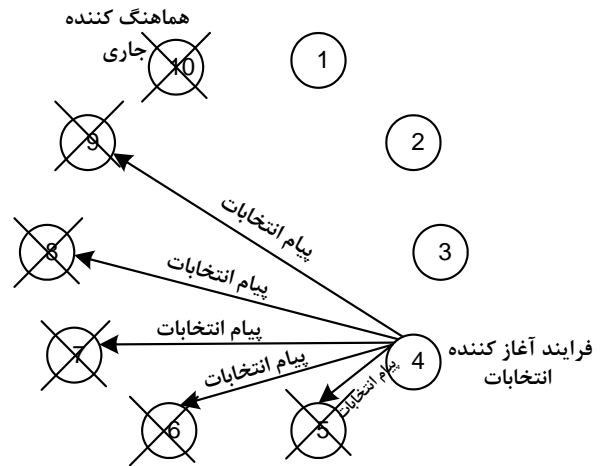 هماهنگ کننده
جاری
10
1
9
2
پیام انتخابات
8
3
پیام انتخابات
پیام انتخابات
7
پیام انتخابات
4
فرایند آغاز کننده
انتخابات
پیام انتخابات
6
5